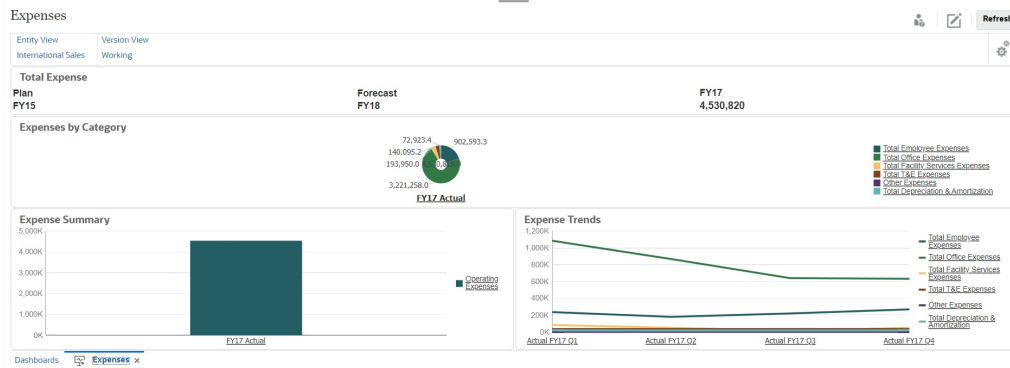 Expenses
Refresh
Entity View Version View
International Sales Working
Total Expense
Plan Forecast FY17
FY15 FY18 4,530,820
Expenses by Category
72,923.4 902,593.3
140,095.2
193,950.0
3,221,258.0
FY17 Actual
Total Employee Expenses
Total Office Expenses
Total Facility Services Expenses
Total T&E Expenses
Other Expenses
Total Depreciation & Amortization
Expense Summary
5,000K
4,000K
3,000K
2,000K
1,000K
0K
FY17 Actual
Operating
Expenses
Expense Trends
1,200K
1,000K
800K
600K
400K
200K
0K
Actual FY17 Q1 Actual FY17 Q2 Actual FY17 Q3 Actual FY17 Q4
Total Employee
Expenses
Total Office Expenses
Total Facility Services
Expenses
Total T&E Expenses
Other Expenses
Total Depreciation &
Amortization
Dashboards Expenses ×